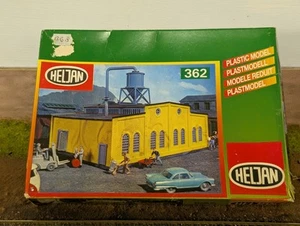 HELJAN
362
PLASTIC MODEL
PLASTMODELL
MODELE REDUIT
PLASTMODEL
HELJAN